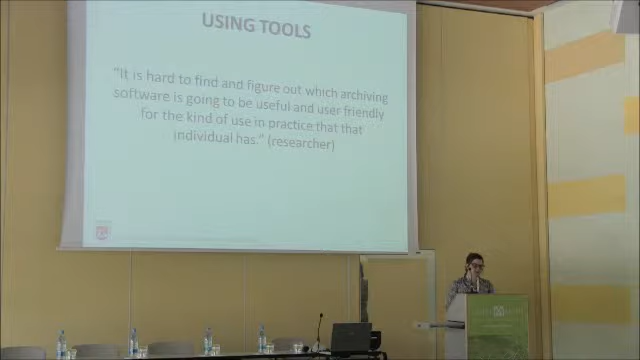 USING TOOLS
"It is hard to find and figure out which archiving
software is going to be useful and user friendly
for the kind of use in practice that that
individual has." (researcher)